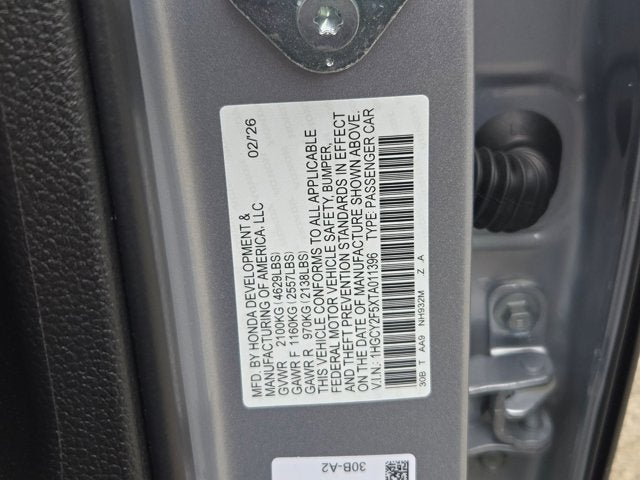 MFD. BY HONDA DEVELOPMENT & 02/'26
MANUFACTURING OF AMERICA, LLC
GVWR 2100KG (4629LBS)
GAWR F 1160KG (2557LBS)
GAWR R 970KG (2138LBS)
THIS VEHICLE CONFORMS TO ALL APPLICABLE
FEDERAL MOTOR VEHICLE SAFETY, BUMPER,
AND THEFT PREVENTION STANDARDS IN EFFECT
ON THE DATE OF MANUFACTURE SHOWN ABOVE.
V.I.N.: 1HGCY2F5XTA011396 TYPE: PASSENGER CAR
30B T AA9 NH932M Z A
30B-A2